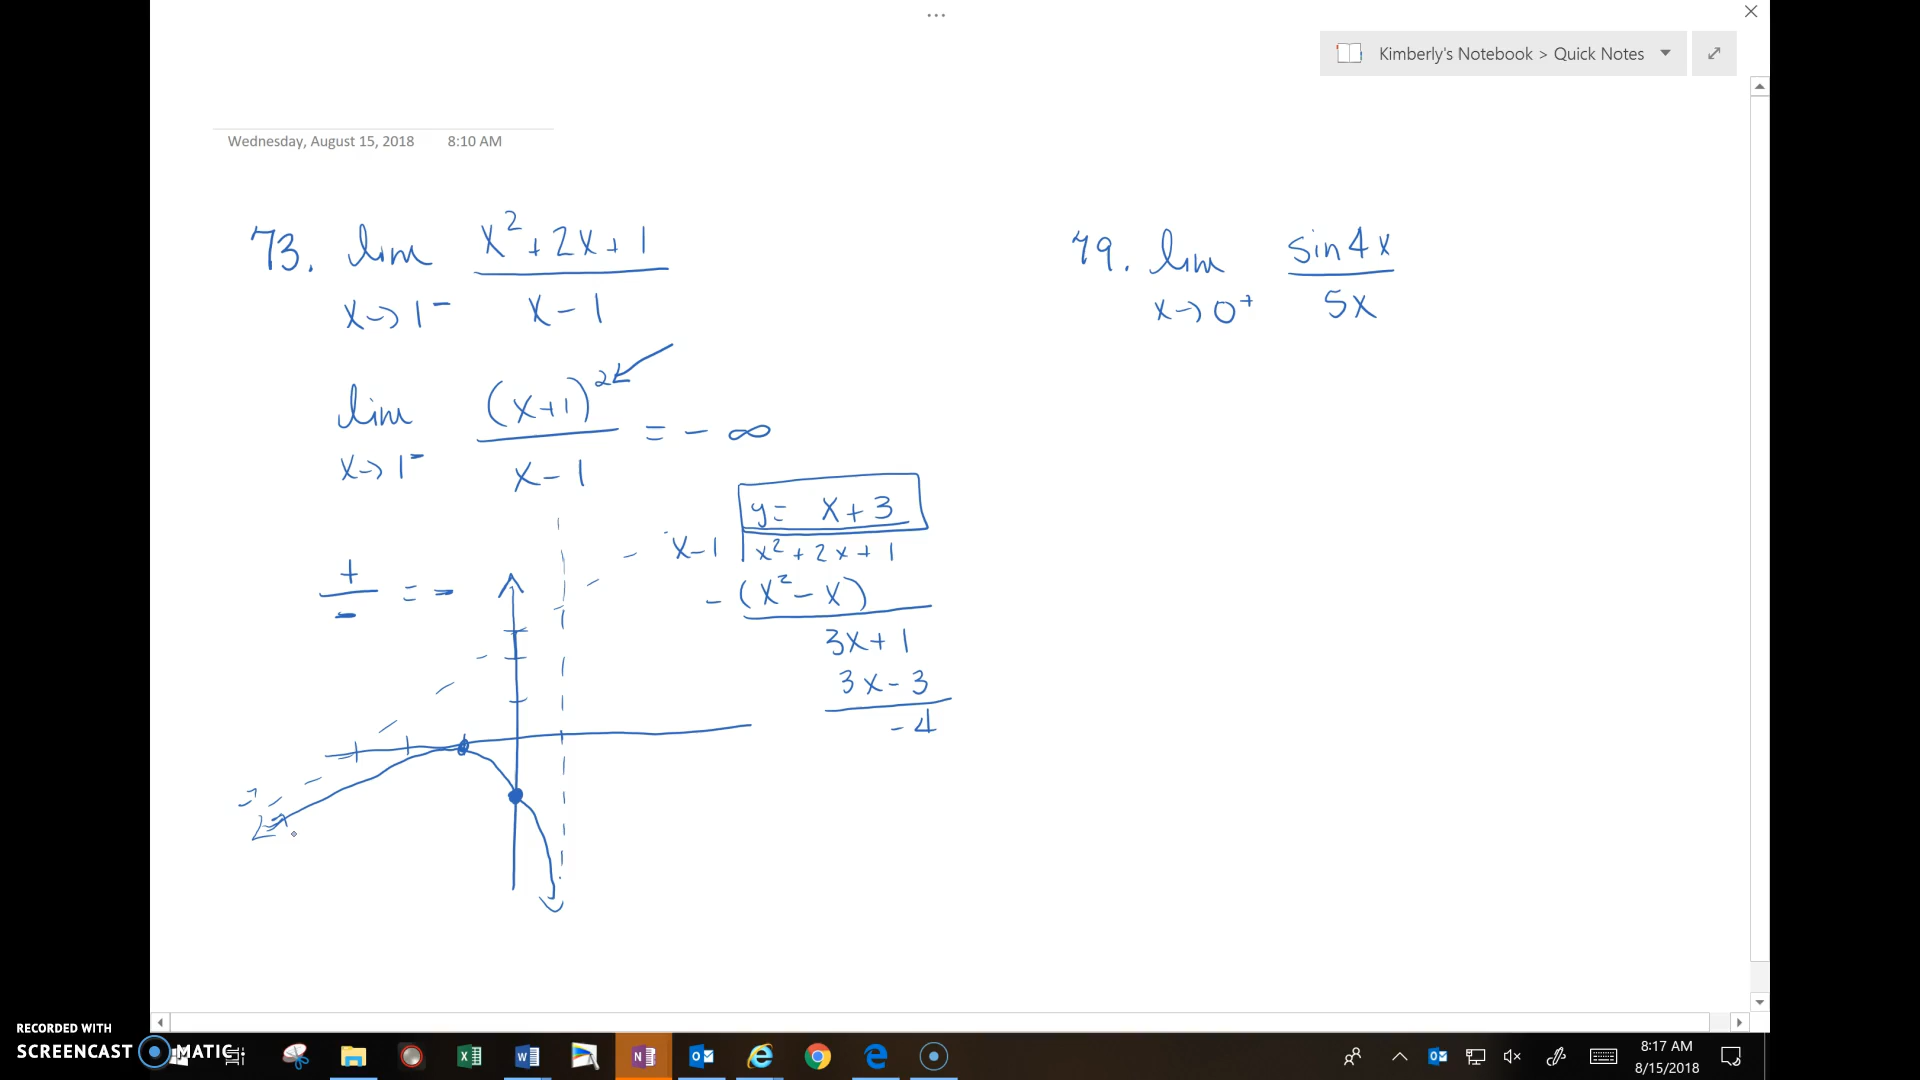 Kimberly's Notebook > Quick Notes
Wednesday, August 15, 2018 8:10 AM
73. lim x→1⁻ (x² + 2x + 1)/(x - 1)
lim x→1⁻ (x+1)²/(x - 1) = - ∞
+/- = -
y = x + 3
x-1 x² + 2x + 1
- (x² - x)
3x + 1
3x - 3
-4
79. lim x→0⁺ sin 4x/5x
RECORDED WITH
SCREENCAST MATIC
8:17 AM
8/15/2018